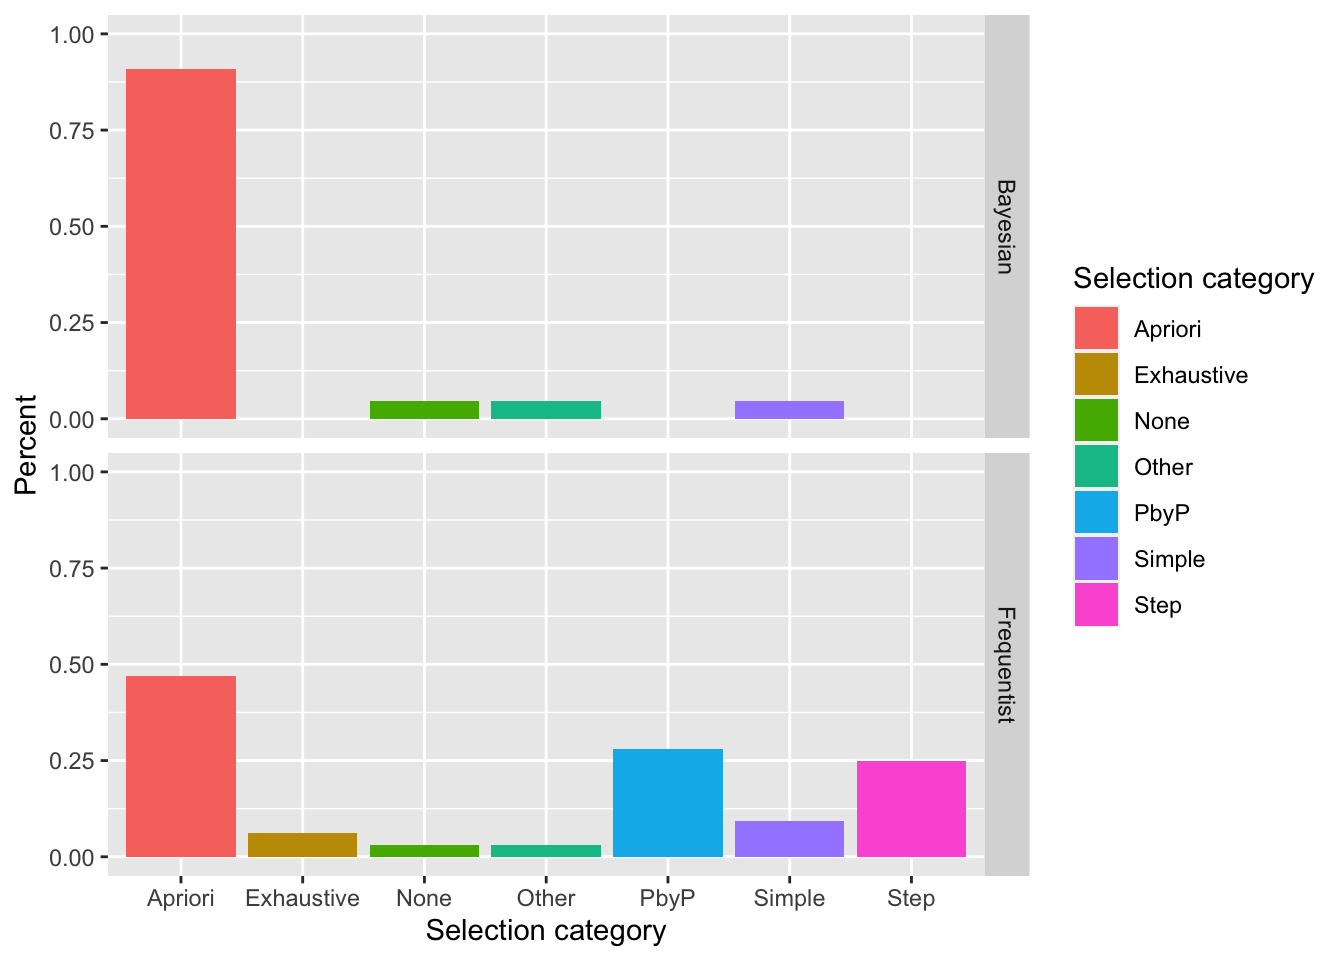 1.00
0.75
0.50
0.25
0.00
Bayesian
1.00
0.75
0.50
0.25
0.00
Frequentist
Percent
Apriori Exhaustive None Other PbyP Simple Step
Selection category
Selection category
Apriori
Exhaustive
None
Other
PbyP
Simple
Step